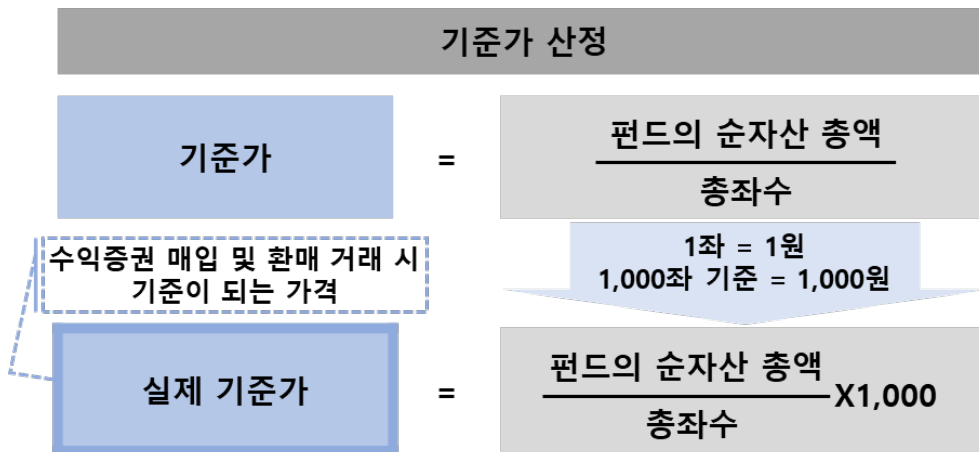 기준가 산정
기준가
=
펀드의 순자산 총액
총좌수
수익증권 매입 및 환매 거래 시
기준이 되는 가격
1좌 = 1원
1,000좌 기준 = 1,000원
실제 기준가
=
펀드의 순자산 총액
총좌수
X1,000